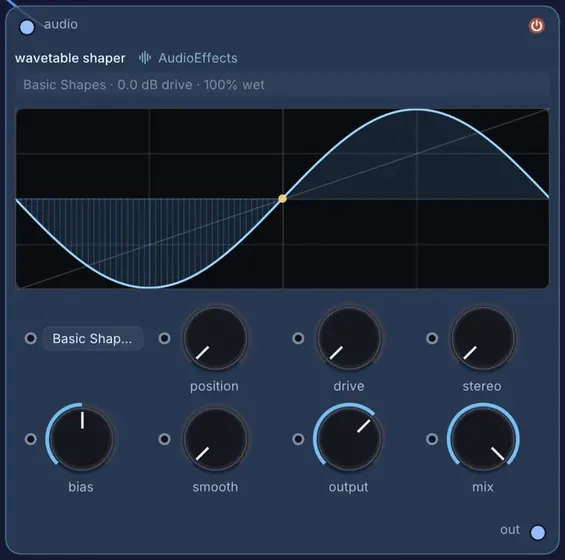 audio
wavetable shaper AudioEffects
Basic Shapes · 0.0 dB drive · 100% wet
Basic Shap...
position
drive
stereo
bias
smooth
output
mix
out